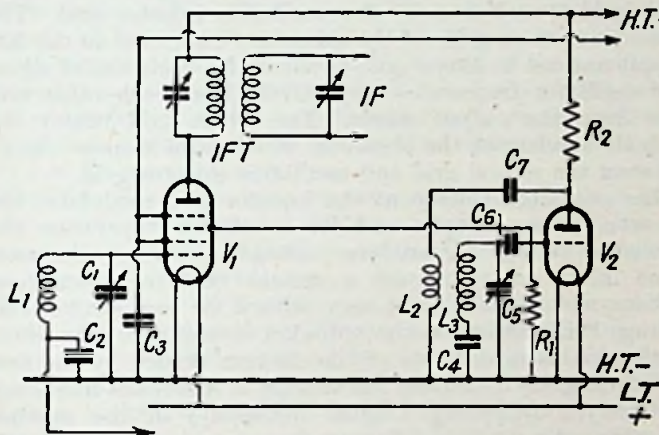 H.T.-
IF
IFT
R2
C7
C6
V1
V2
C1
L1
C2
C3
L2
L3
C5
R1
C4
H.T.-
L.T.
+